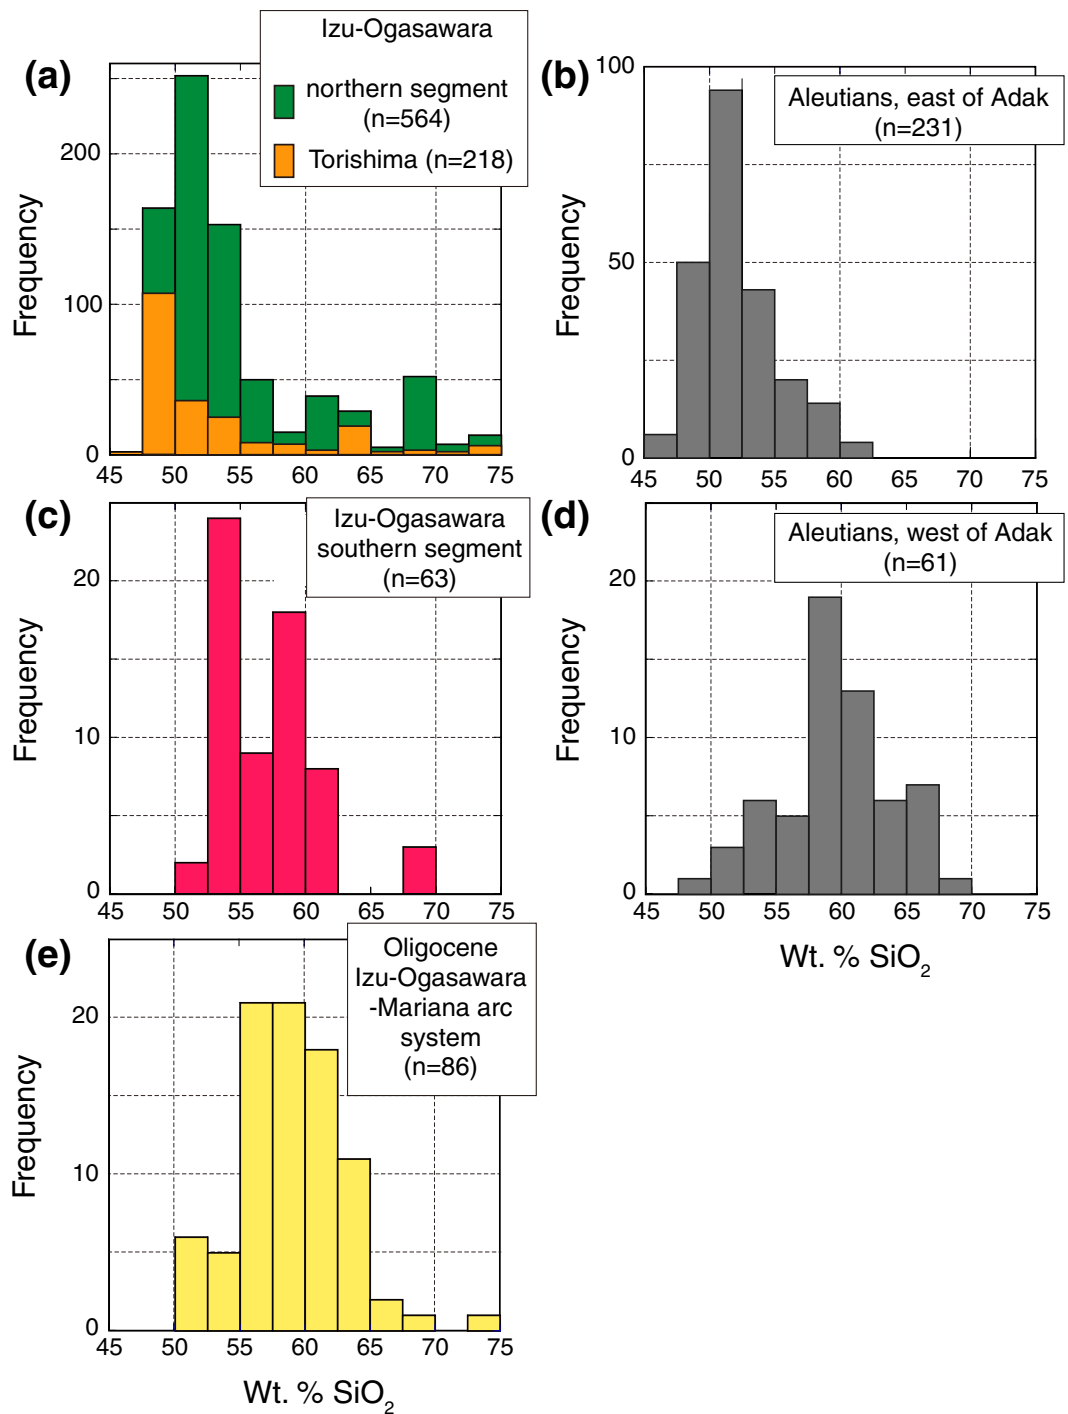 (a)
Izu-Ogasawara
northern segment
(n=564)
Torishima (n=218)
Frequency
200
100
0
45 50 55 60 65 70 75
(b)
Aleutians, east of Adak
(n=231)
Frequency
100
50
0
45 50 55 60 65 70 75
(c)
Izu-Ogasawara
southern segment
(n=63)
Frequency
20
10
0
45 50 55 60 65 70 75
(d)
Aleutians, west of Adak
(n=61)
Frequency
20
10
0
45 50 55 60 65 70 75
Wt. % SiO₂
(e)
Oligocene
Izu-Ogasawara
-Mariana arc
system
(n=86)
Frequency
20
10
0
45 50 55 60 65 70 75
Wt. % SiO₂